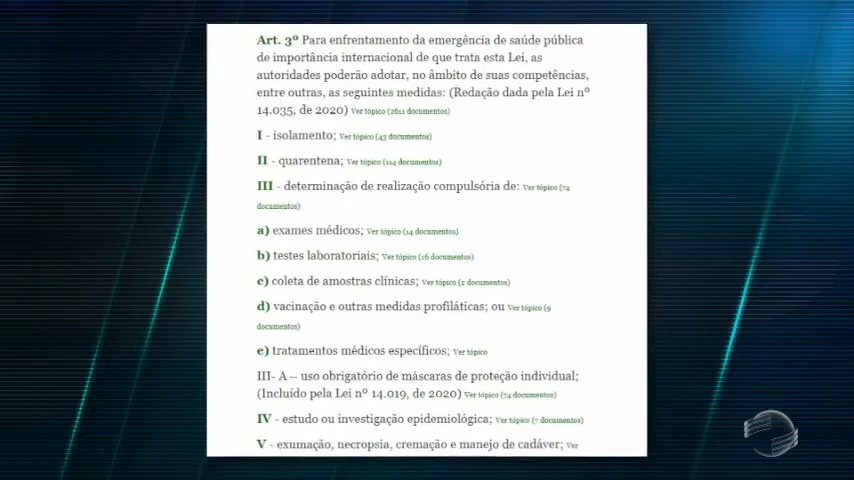 Art. 3º Para enfrentamento da emergência de saúde pública
de importância internacional de que trata esta Lei, as
autoridades poderão adotar, no âmbito de suas competências,
entre outras, as seguintes medidas: (Redação dada pela Lei nº
14.035, de 2020) Ver tópico (2611 documentos)
I - isolamento; Ver tópico (43 documentos)
II - quarentena; Ver tópico (114 documentos)
III - determinação de realização compulsória de: Ver tópico (74
documentos)
a) exames médicos; Ver tópico (14 documentos)
b) testes laboratoriais; Ver tópico (16 documentos)
c) coleta de amostras clínicas; Ver tópico (2 documentos)
d) vacinação e outras medidas profiláticas; ou Ver tópico (9
documentos)
e) tratamentos médicos específicos; Ver tópico
III- A – uso obrigatório de máscaras de proteção individual;
(Incluído pela Lei nº 14.019, de 2020) Ver tópico (74 documentos)
IV - estudo ou investigação epidemiológica; Ver tópico (7 documentos)
V - exumação, necropsia, cremação e manejo de cadáver; Ver